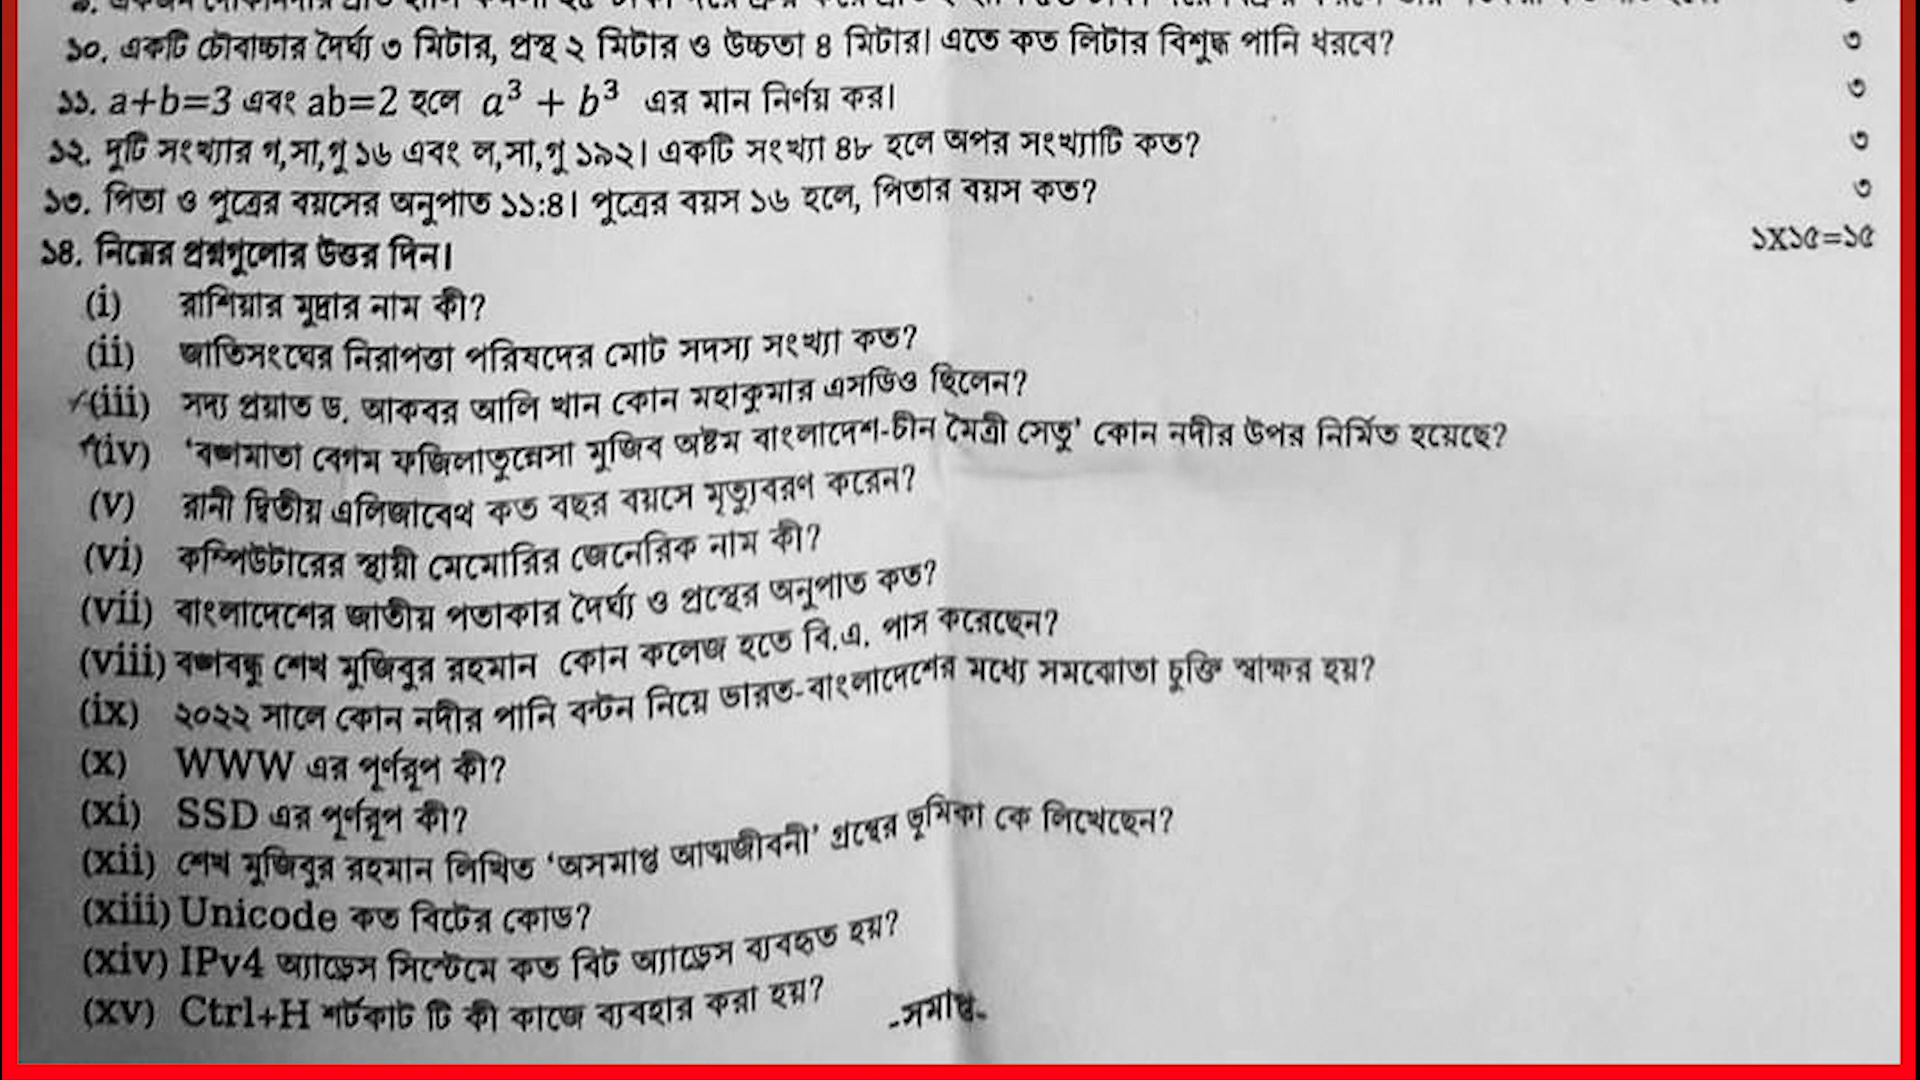 ১০. একটি চৌবাচ্চার দৈর্ঘ্য ৩ মিটার, প্রস্থ ২ মিটার ও উচ্চতা ৪ মিটার। এতে কত লিটার বিশুদ্ধ পানি ধরবে? ৩
১১. a+b=3 এবং ab=2 হলে a³ + b³ এর মান নির্ণয় কর। ৩
১২. দুটি সংখ্যার গ,সা,গু ১৬ এবং ল,সা,গু ১৯২। একটি সংখ্যা ৪৮ হলে অপর সংখ্যাটি কত? ৩
১৩. পিতা ও পুত্রের বয়সের অনুপাত ১১:৪। পুত্রের বয়স ১৬ হলে, পিতার বয়স কত? ৩
১৪. নিম্নের প্রশ্নগুলোর উত্তর দিন। ১X১৫=১৫
(i) রাশিয়ার মুদ্রার নাম কী?
(ii) জাতিসংঘের নিরাপত্তা পরিষদের মোট সদস্য সংখ্যা কত?
(iii) সদ্য প্রয়াত ড. আকবর আলি খান কোন মহাকুমার এসডিও ছিলেন?
(iv) ‘বঙ্গমাতা বেগম ফজিলাতুন্নেসা মুজিব অষ্টম বাংলাদেশ-চীন মৈত্রী সেতু’ কোন নদীর উপর নির্মিত হয়েছে?
(v) রানী দ্বিতীয় এলিজাবেথ কত বছর বয়সে মৃত্যুবরণ করেন?
(vi) কম্পিউটারের স্থায়ী মেমোরির জেনেরিক নাম কী?
(vii) বাংলাদেশের জাতীয় পতাকার দৈর্ঘ্য ও প্রস্থের অনুপাত কত?
(viii) বঙ্গবন্ধু শেখ মুজিবুর রহমান কোন কলেজ হতে বি.এ. পাস করেছেন?
(ix) ২০২২ সালে কোন নদীর পানি বন্টন নিয়ে ভারত-বাংলাদেশের মধ্যে সমঝোতা চুক্তি স্বাক্ষর হয়?
(x) WWW এর পূর্ণরূপ কী?
(xi) SSD এর পূর্ণরূপ কী?
(xii) শেখ মুজিবুর রহমান লিখিত ‘অসমাপ্ত আত্মজীবনী’ গ্রন্থের ভূমিকা কে লিখেছেন?
(xiii) Unicode কত বিটের কোড?
(xiv) IPv4 অ্যাড্রেস সিস্টেমে কত বিট অ্যাড্রেস ব্যবহৃত হয়?
(xv) Ctrl+H শর্টকাট টি কী কাজে ব্যবহার করা হয়?
-সমাপ্ত-